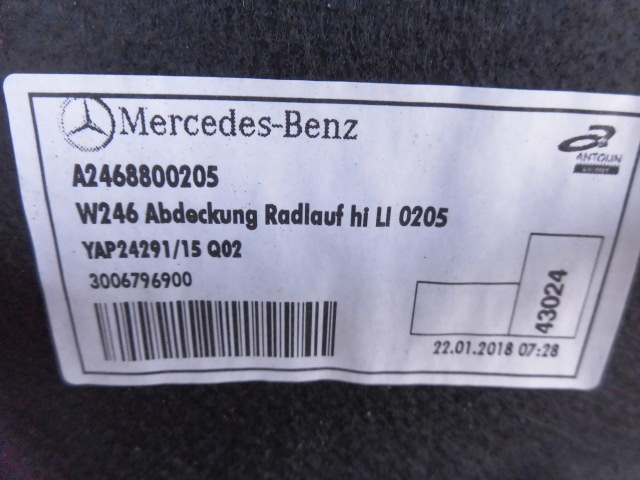 Mercedes-Benz
ANTOLIN
A2468800205
W246 Abdeckung Radlauf hi LI 0205
YAP24291/15 Q02
3006796900
43024
22.01.2018 07:28